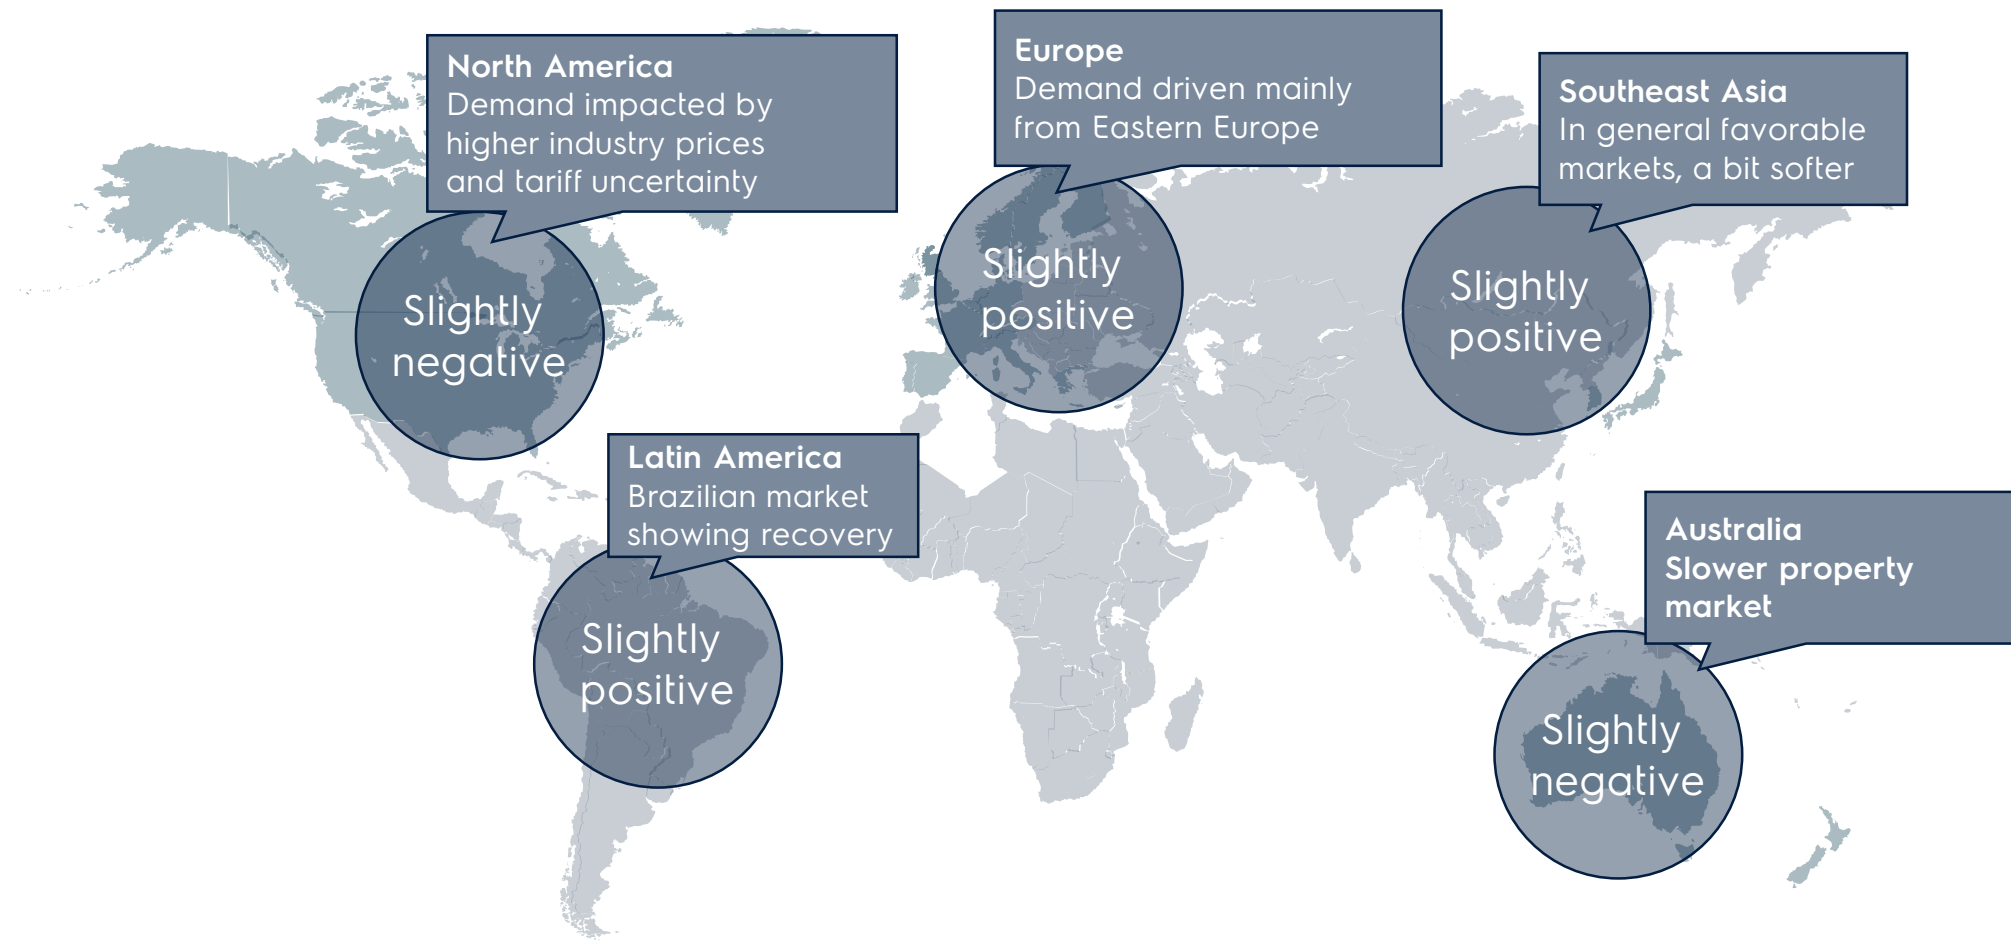 North America
Demand impacted by
higher industry prices
and tariff uncertainty
Slightly
negative
Europe
Demand driven mainly
from Eastern Europe
Slightly
positive
Southeast Asia
In general favorable
markets, a bit softer
Slightly
positive
Latin America
Brazilian market
showing recovery
Slightly
positive
Australia
Slower property
market
Slightly
negative